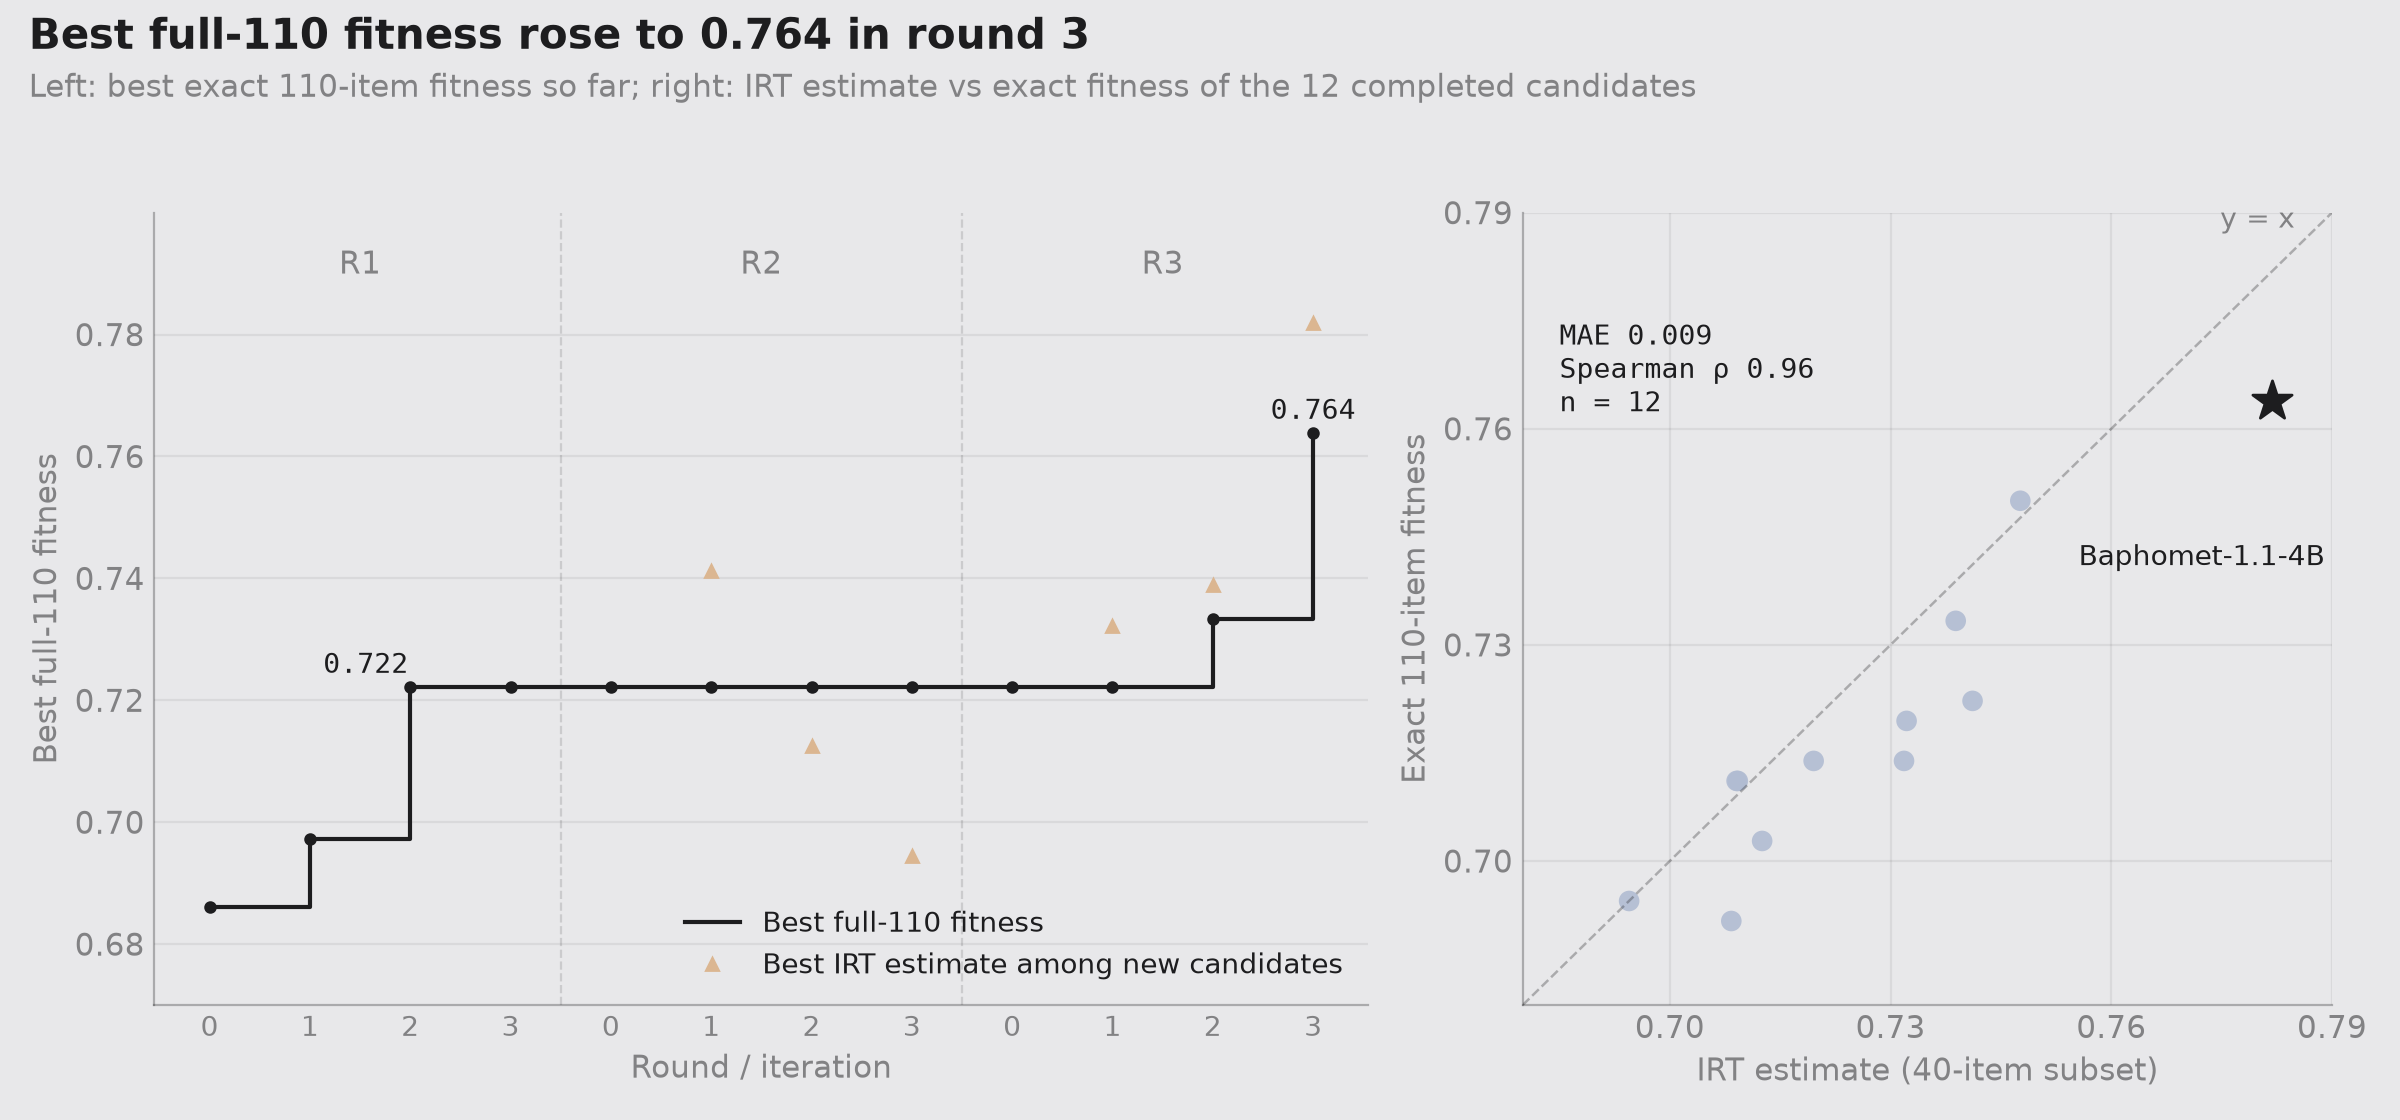 Best full-110 fitness rose to 0.764 in round 3
Left: best exact 110-item fitness so far; right: IRT estimate vs exact fitness of the 12 completed candidates
R1
R2
R3
0.78
0.76
0.74
0.72
0.70
0.68
Best full-110 fitness
0.722
0.764
Best full-110 fitness
Best IRT estimate among new candidates
0 1 2 3 0 1 2 3 0 1 2 3
Round / iteration
0.79
0.76
0.73
0.70
Exact 110-item fitness
y = x
MAE 0.009
Spearman ρ 0.96
n = 12
Baphomet-1.1-4B
0.70 0.73 0.76 0.79
IRT estimate (40-item subset)